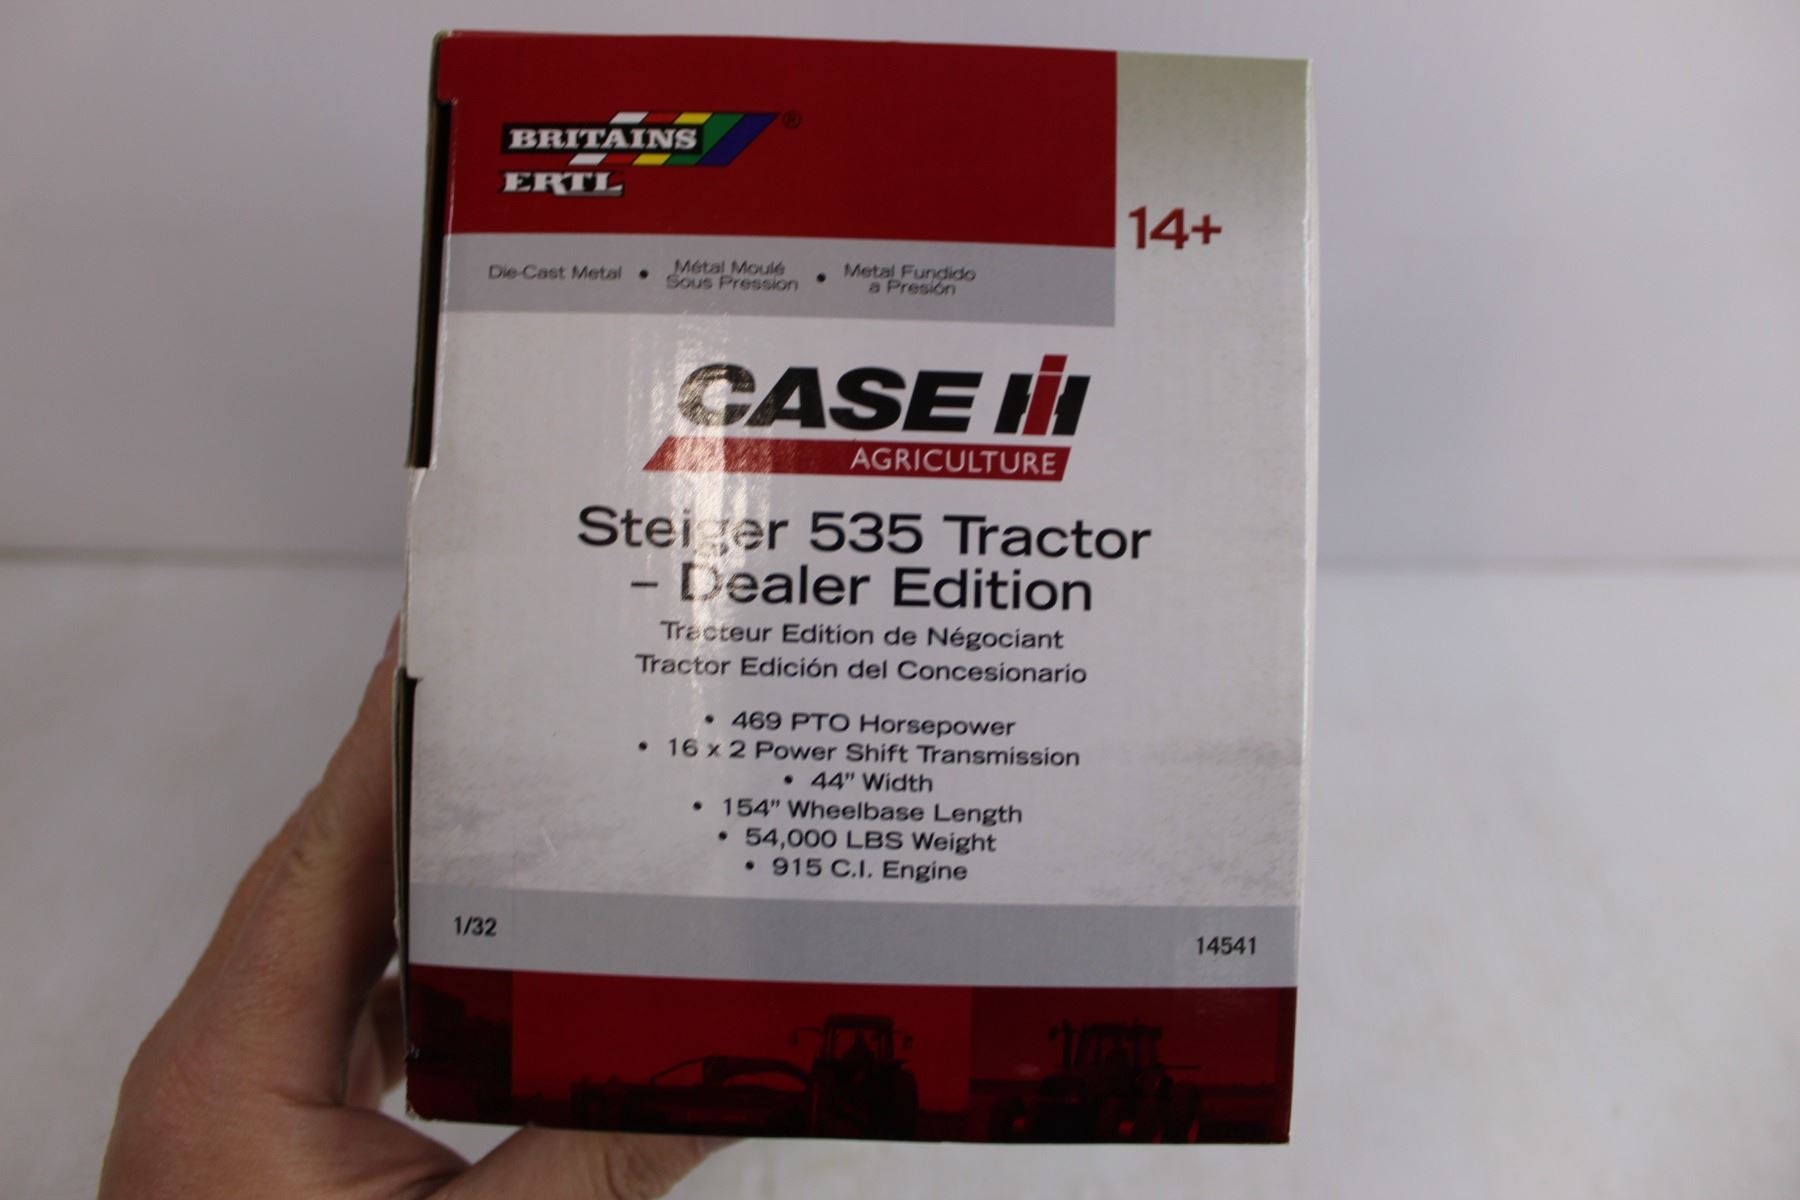 BRITAINS ®
ERTL
14+
Die-Cast Metal • Métal Moulé Sous Pression • Metal Fundido a Presión
CASE IH
AGRICULTURE
Steiger 535 Tractor
– Dealer Edition
Tracteur Edition de Négociant
Tractor Edición del Concesionario
• 469 PTO Horsepower
• 16 x 2 Power Shift Transmission
• 44" Width
• 154" Wheelbase Length
• 54,000 LBS Weight
• 915 C.I. Engine
1/32
14541